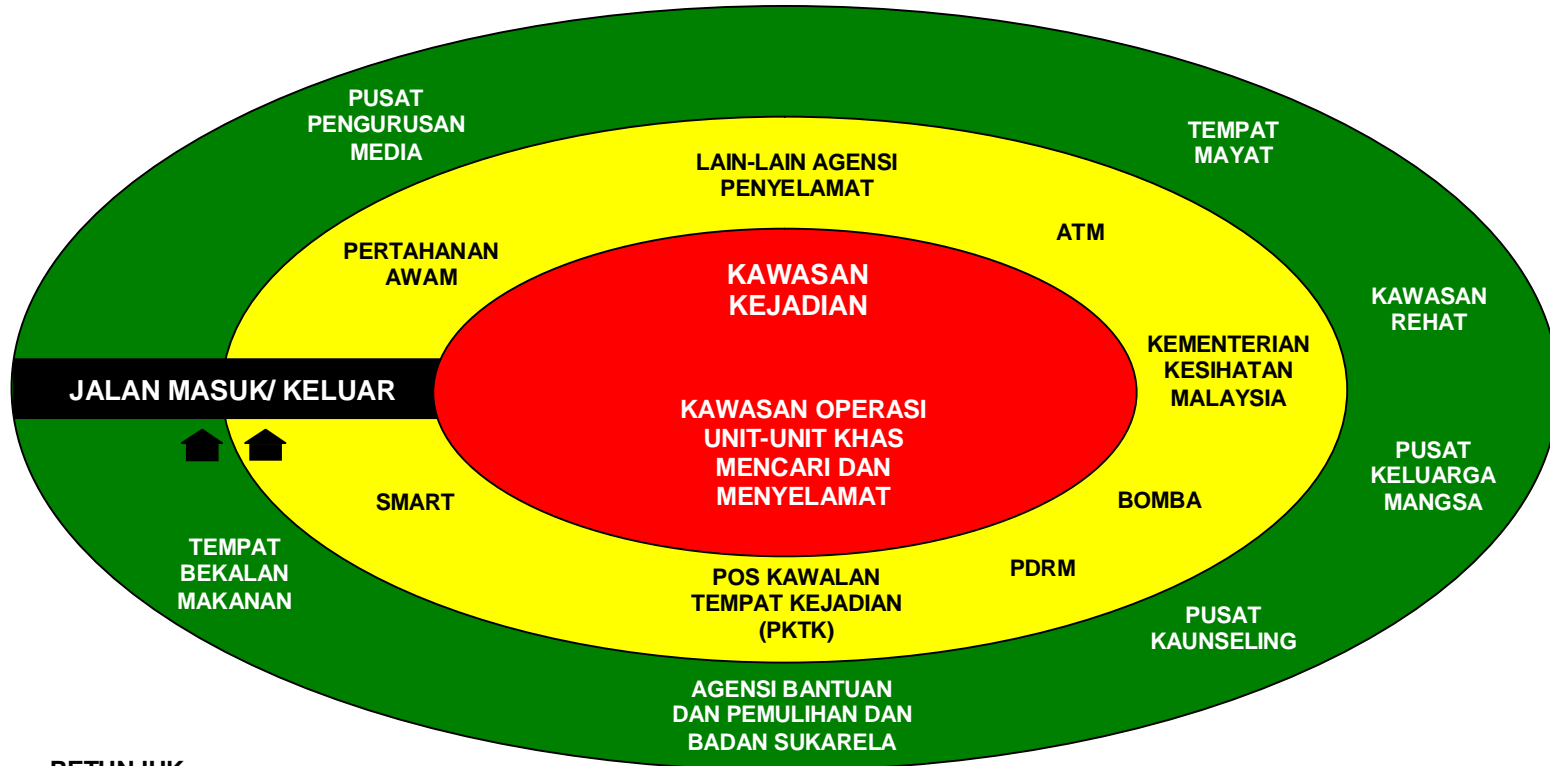 PUSAT
PENGURUSAN
MEDIA
TEMPAT
MAYAT
LAIN-LAIN AGENSI
PENYELAMAT
ATM
PERTAHANAN
AWAM
KAWASAN
KEJADIAN
KAWASAN
REHAT
KEMENTERIAN
KESIHATAN
MALAYSIA
JALAN MASUK/ KELUAR
KAWASAN OPERASI
UNIT-UNIT KHAS
MENCARI DAN
MENYELAMAT
PUSAT
KELUARGA
MANGSA
SMART
BOMBA
TEMPAT
BEKALAN
MAKANAN
PDRM
POS KAWALAN
TEMPAT KEJADIAN
(PKTK)
PUSAT
KAUNSELING
AGENSI BANTUAN
DAN PEMULIHAN DAN
BADAN SUKARELA
PETUNJUK